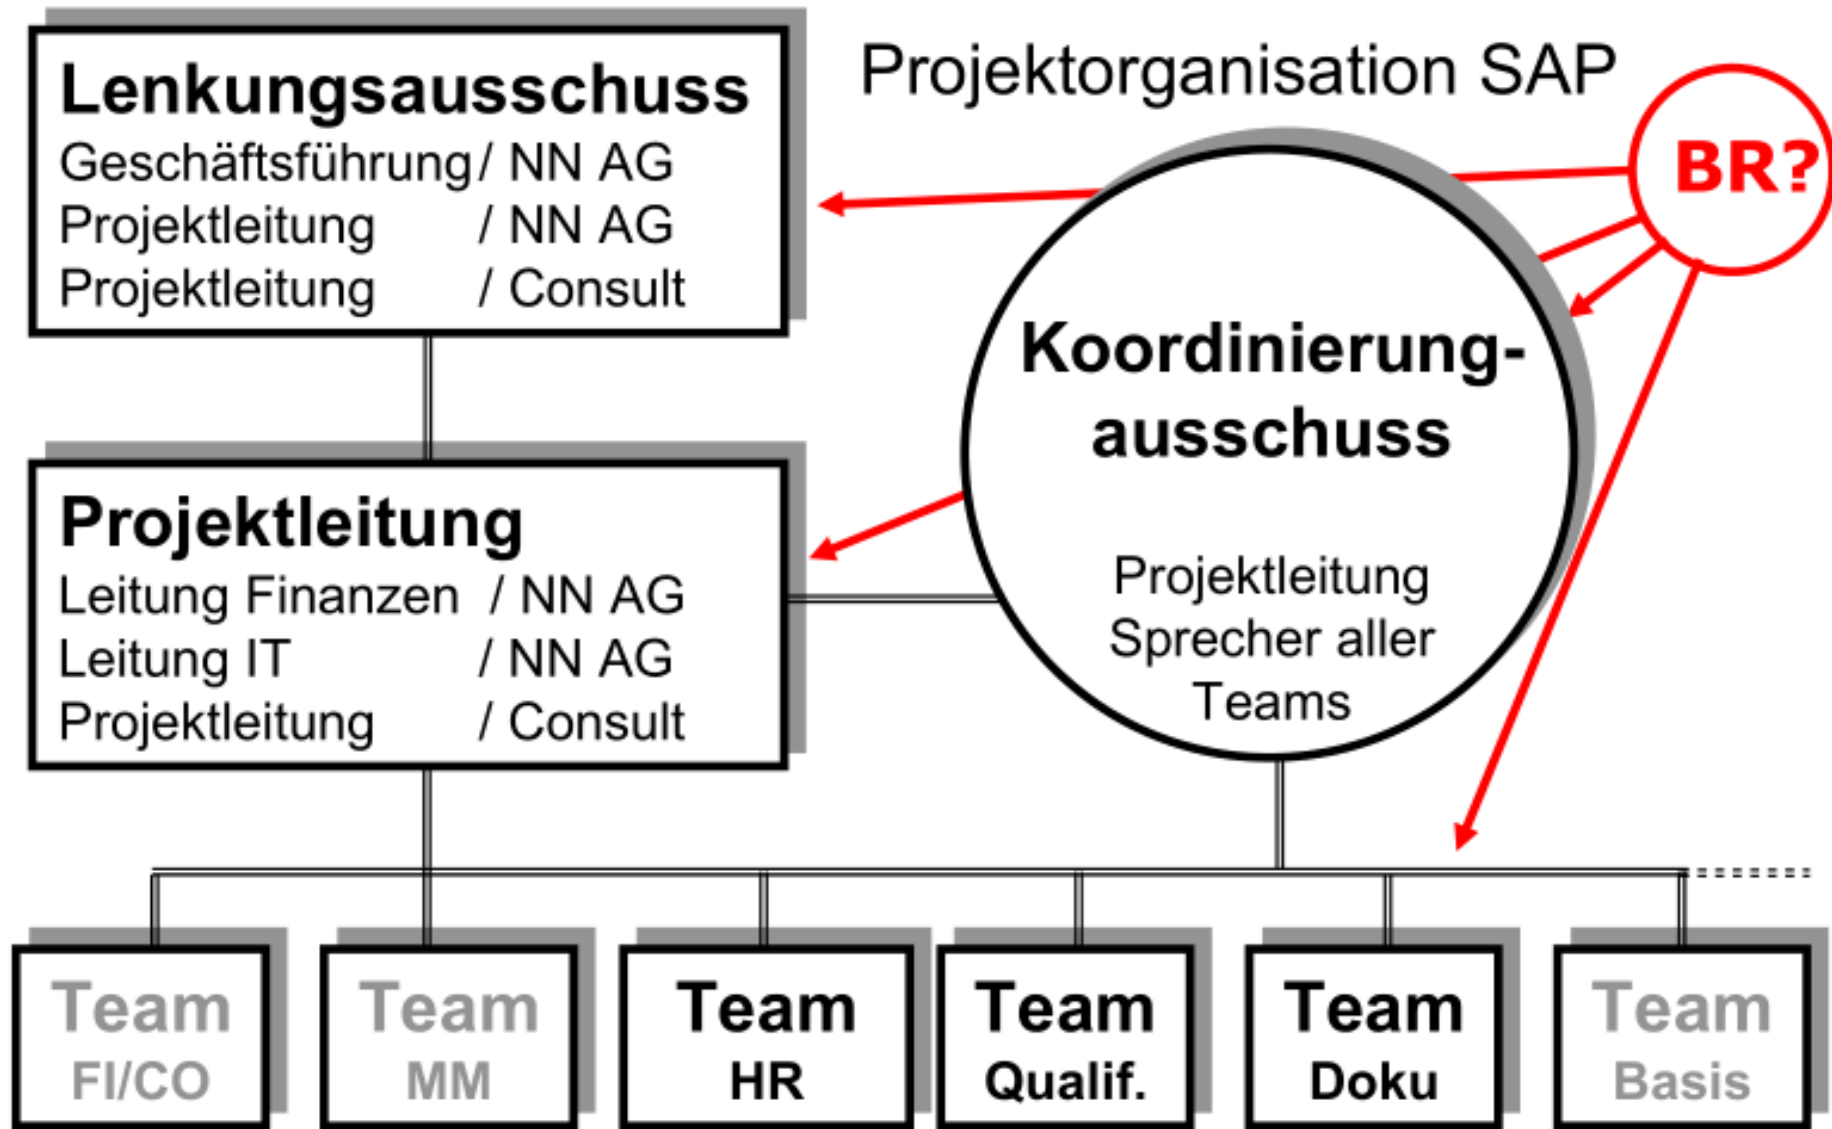 Projektorganisation SAP
BR?
Lenkungsausschuss
Geschäftsführung / NN AG
Projektleitung / NN AG
Projektleitung / Consult
Koordinierung-
ausschuss
Projektleitung
Sprecher aller
Teams
Projektleitung
Leitung Finanzen / NN AG
Leitung IT / NN AG
Projektleitung / Consult
Team
FI/CO
Team
MM
Team
HR
Team
Qualif.
Team
Doku
Team
Basis